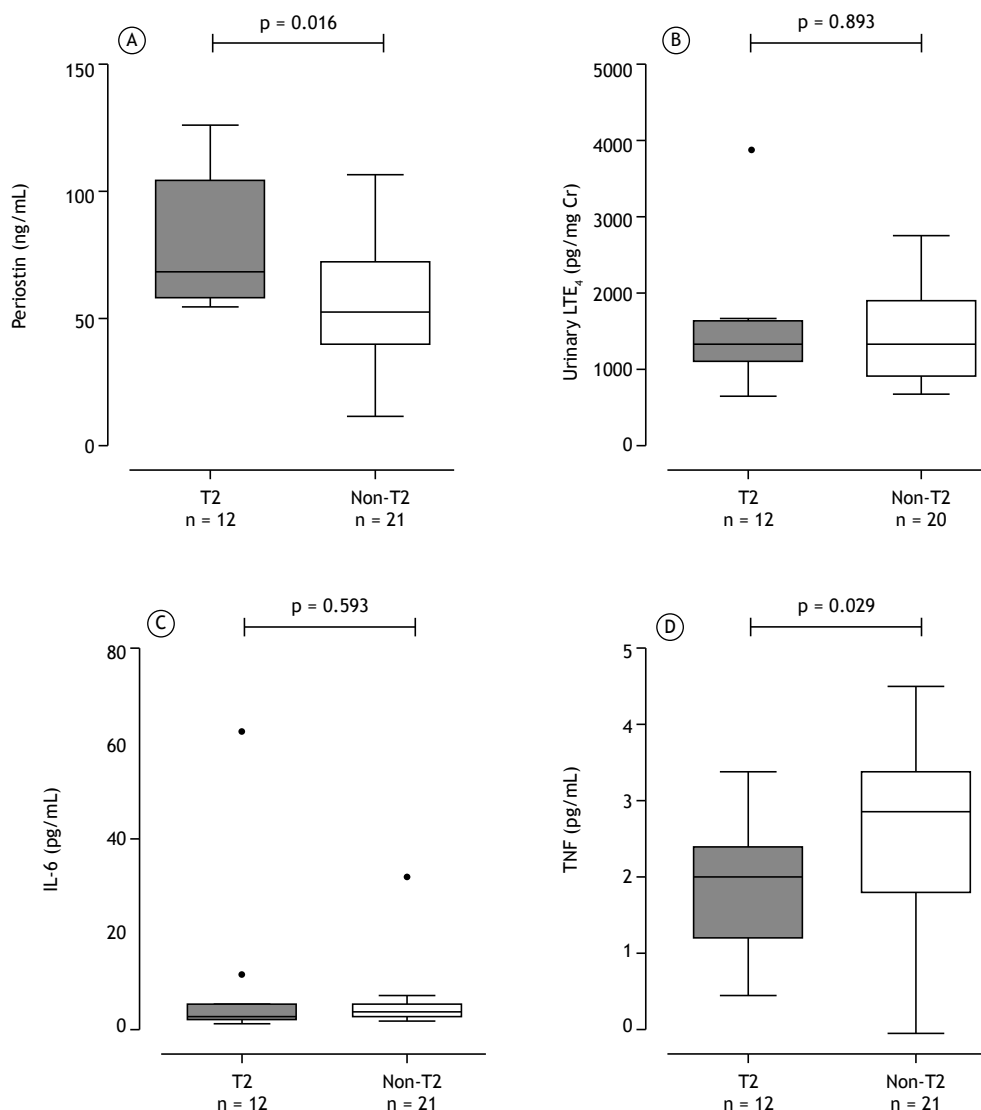 A
p = 0.016
Periostin (ng/mL)
150
100
50
0
T2
n = 12
Non-T2
n = 21
B
p = 0.893
Urinary LTE₄ (pg/mg Cr)
5000
4000
3000
2000
1000
0
T2
n = 12
Non-T2
n = 20
C
p = 0.593
IL-6 (pg/mL)
80
60
40
20
0
T2
n = 12
Non-T2
n = 21
D
p = 0.029
TNF (pg/mL)
5
4
3
2
1
0
T2
n = 12
Non-T2
n = 21